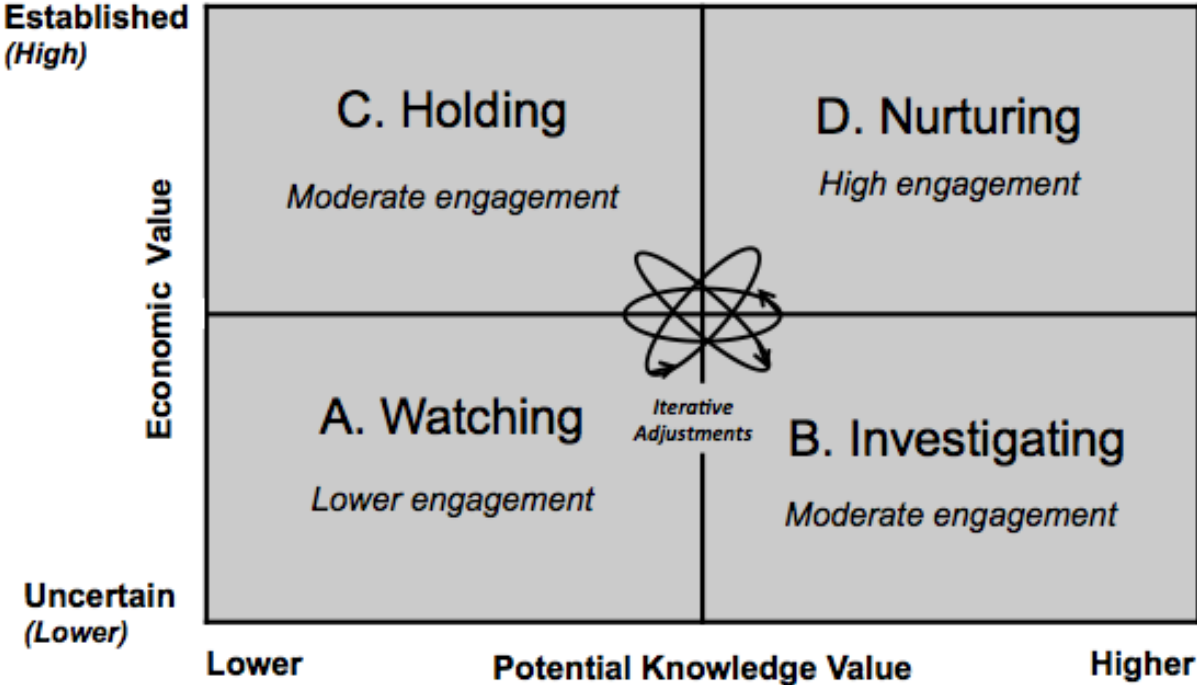 Established
(High)
C. Holding
Moderate engagement
D. Nurturing
High engagement
Economic Value
A. Watching
Lower engagement
Iterative
Adjustments
B. Investigating
Moderate engagement
Uncertain
(Lower)
Lower
Potential Knowledge Value
Higher